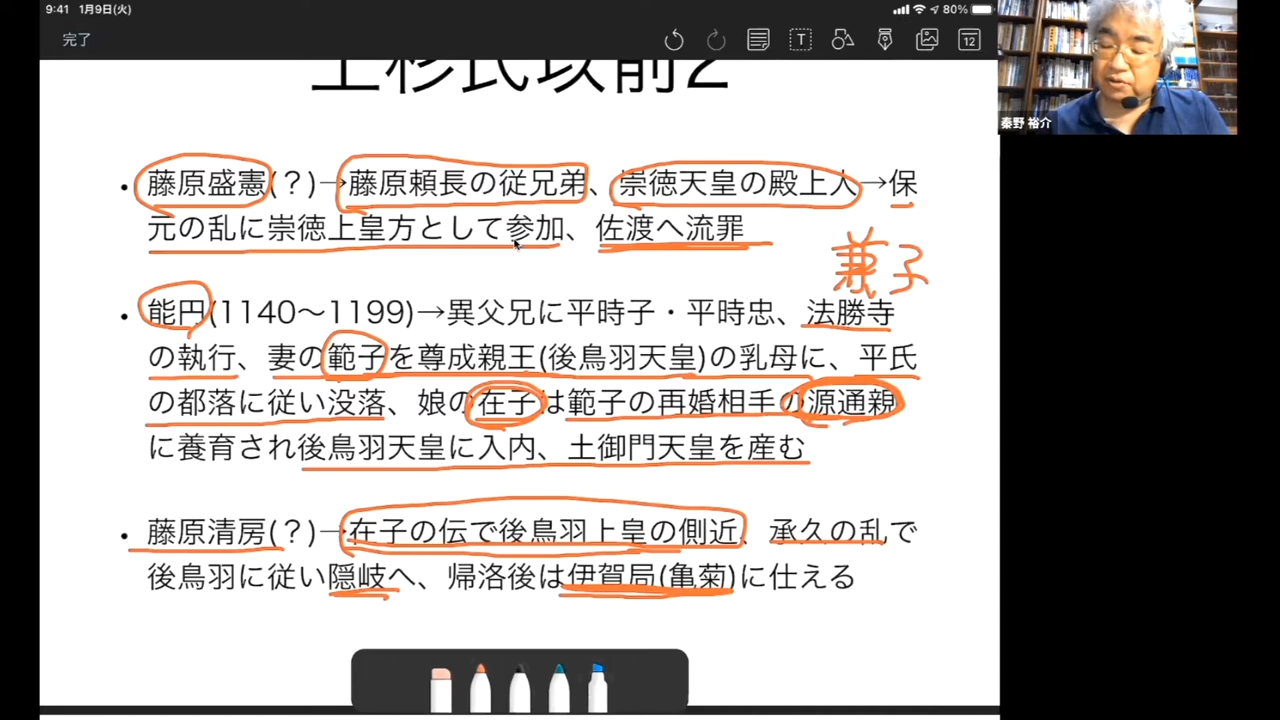 9:41 1月9日(火)
80%
完了
T
12
秦野 裕介
上杉氏以前2
・藤原盛憲(？)→藤原頼長の従兄弟、崇徳天皇の殿上人→保
元の乱に崇徳上皇方として参加、佐渡へ流罪
兼子
・能円(1140〜1199)→異父兄に平時子・平時忠、法勝寺
の執行、妻の範子を尊成親王(後鳥羽天皇)の乳母に、平氏
の都落に従い没落、娘の在子は範子の再婚相手の源通親
に養育され後鳥羽天皇に入内、土御門天皇を産む
・藤原清房(？)→在子の伝で後鳥羽上皇の側近、承久の乱で
後鳥羽に従い隠岐へ、帰洛後は伊賀局(亀菊)に仕える